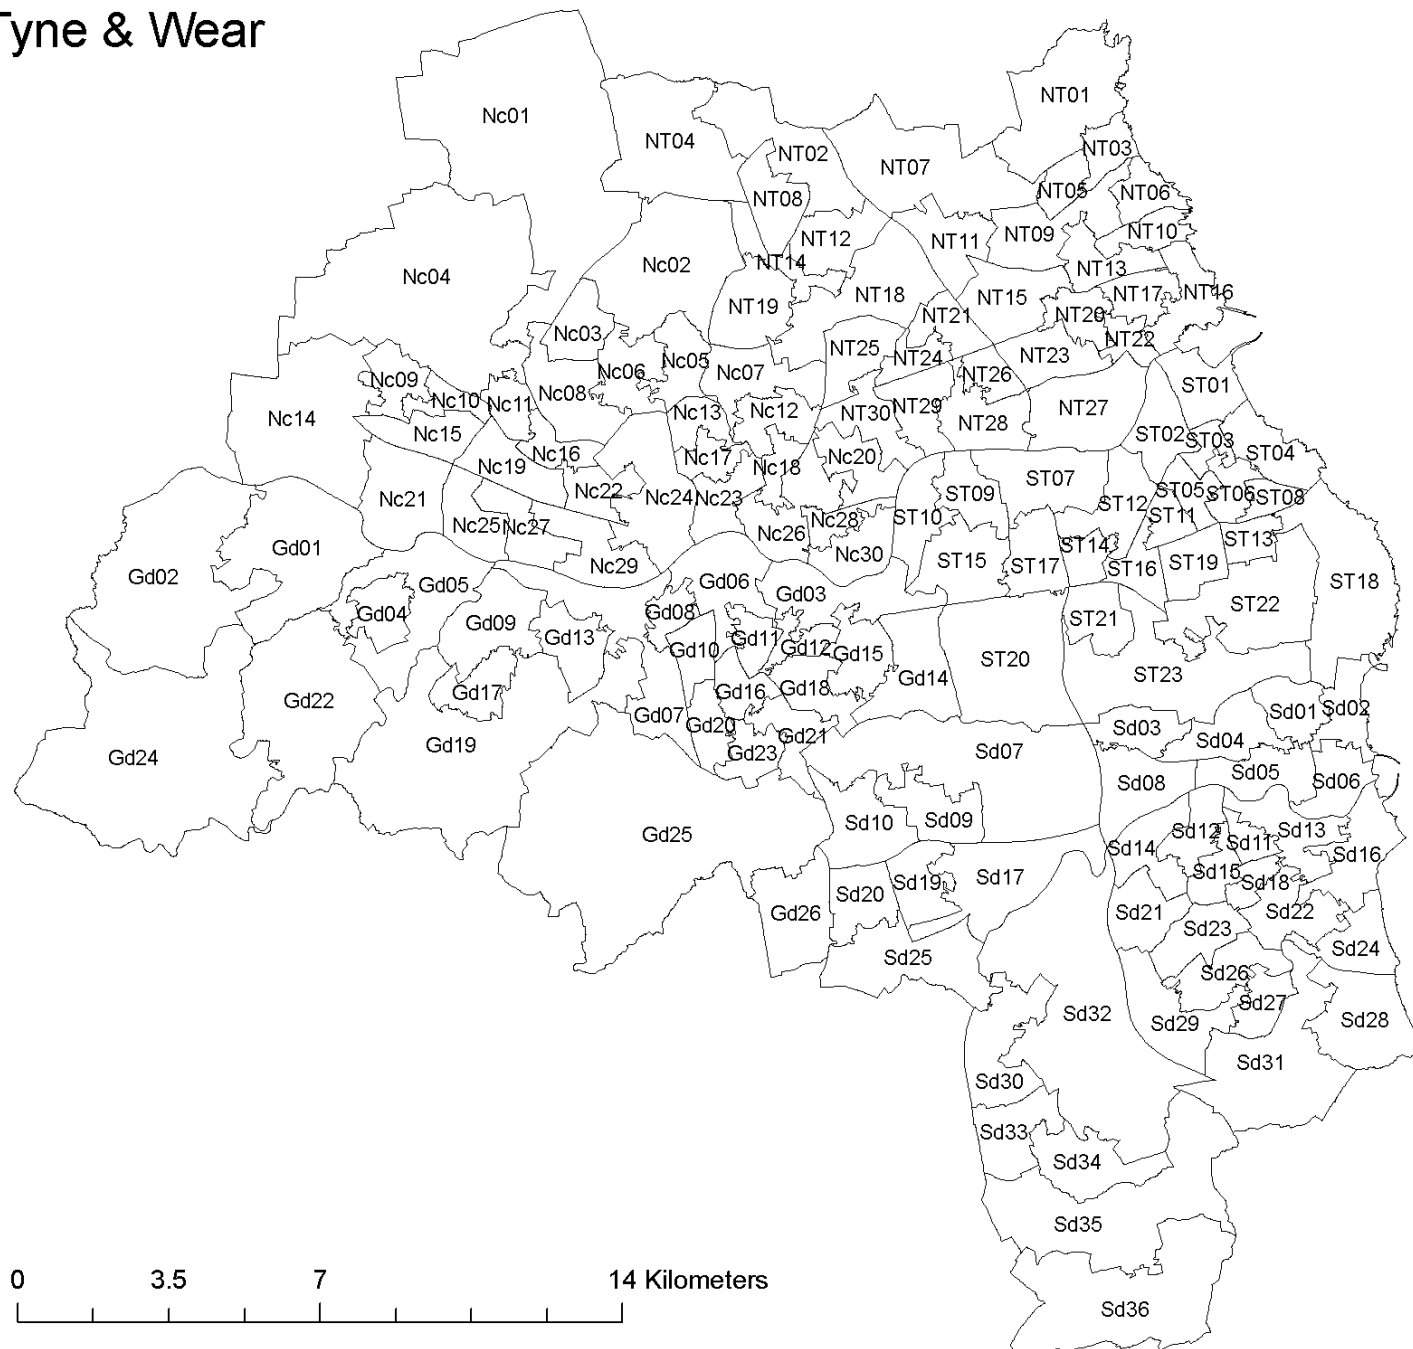 Tyne & Wear
Nc01
NT01
NT04
NT02
NT03
NT07
NT08
NT05
NT06
NT12
NT11
NT09
NT10
Nc04
Nc02
NT14
NT13
NT19
NT18
NT15
NT17
NT16
Nc03
NT21
NT20
NT22
Nc09
Nc06
Nc05
Nc07
NT25
NT24
NT23
NT26
ST01
Nc14
Nc10
Nc11
Nc08
Nc13
Nc12
NT30
NT29
NT28
NT27
Nc15
ST02
ST03
Nc19
Nc16
Nc17
Nc18
Nc20
ST04
Nc21
Nc22
Nc24
Nc23
ST09
ST07
ST12
ST05
ST06
ST08
Nc25
Nc27
Nc26
Nc28
ST10
ST11
Gd01
Nc29
Nc30
ST15
ST17
ST14
ST16
ST19
ST13
Gd02
Gd05
Gd06
Gd03
ST18
Gd04
Gd09
Gd13
Gd08
Gd10
Gd11
Gd12
Gd15
ST21
ST22
Gd22
Gd17
Gd16
Gd18
Gd14
ST20
ST23
Gd24
Gd19
Gd07
Gd20
Gd21
Gd23
Sd01
Sd02
Sd03
Sd04
Sd07
Sd08
Sd05
Sd06
Gd25
Sd10
Sd09
Sd12
Sd11
Sd13
Sd14
Sd16
Sd15
Sd18
Gd26
Sd20
Sd19
Sd17
Sd21
Sd22
Sd23
Sd24
Sd25
Sd26
Sd27
Sd32
Sd29
Sd28
Sd31
Sd30
Sd33
Sd34
Sd35
Sd36
0 3.5 7 14 Kilometers